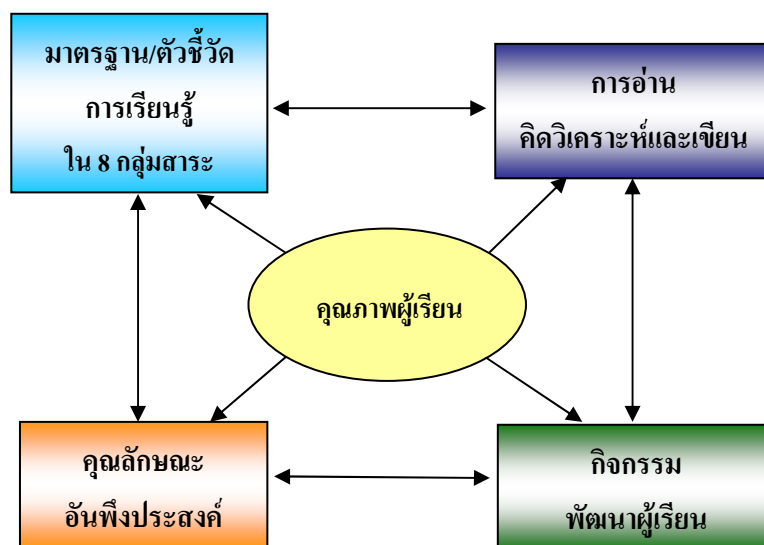 มาตรฐาน/ตัวชี้วัด
การเรียนรู้
ใน 8 กลุ่มสาระ
การอ่าน
คิดวิเคราะห์และเขียน
คุณภาพผู้เรียน
คุณลักษณะ
อันพึงประสงค์
กิจกรรม
พัฒนาผู้เรียน